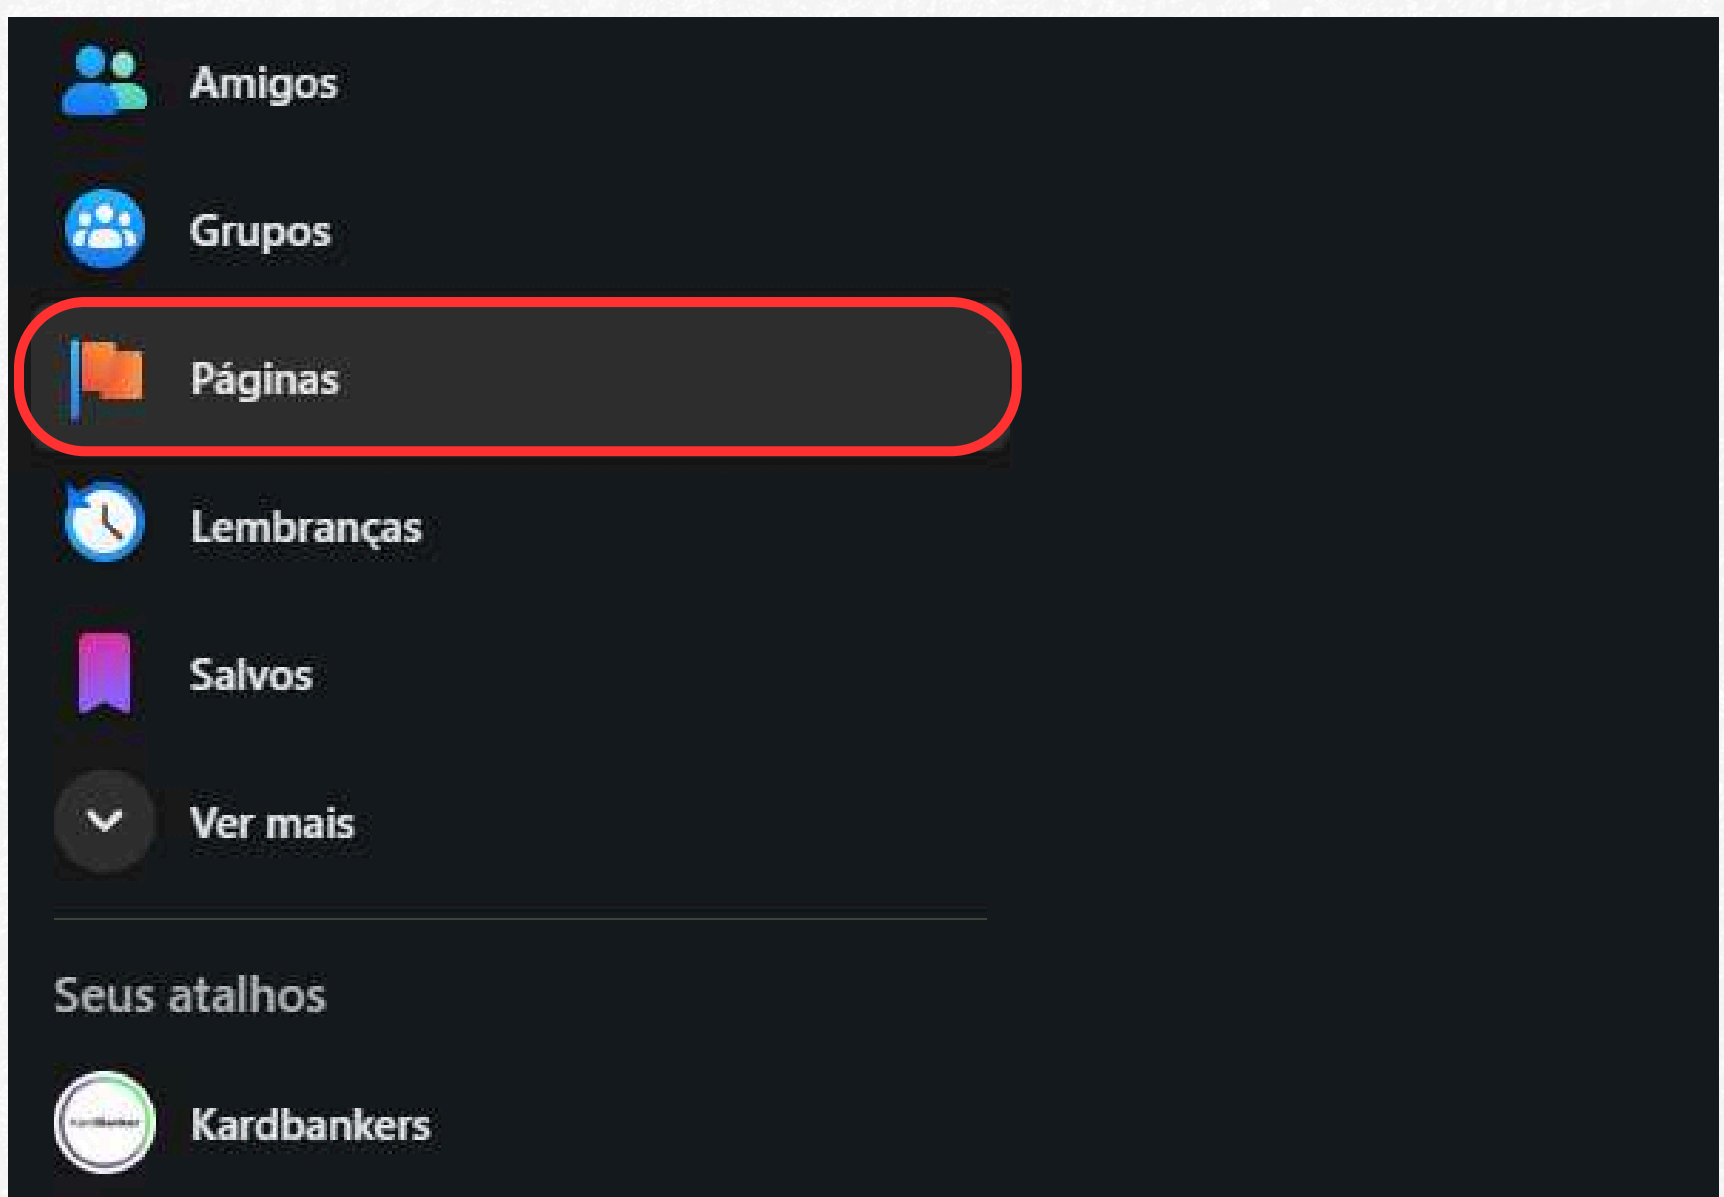 Amigos
Grupos
Páginas
Lembranças
Salvos
Ver mais
Seus atalhos
Kardbankers